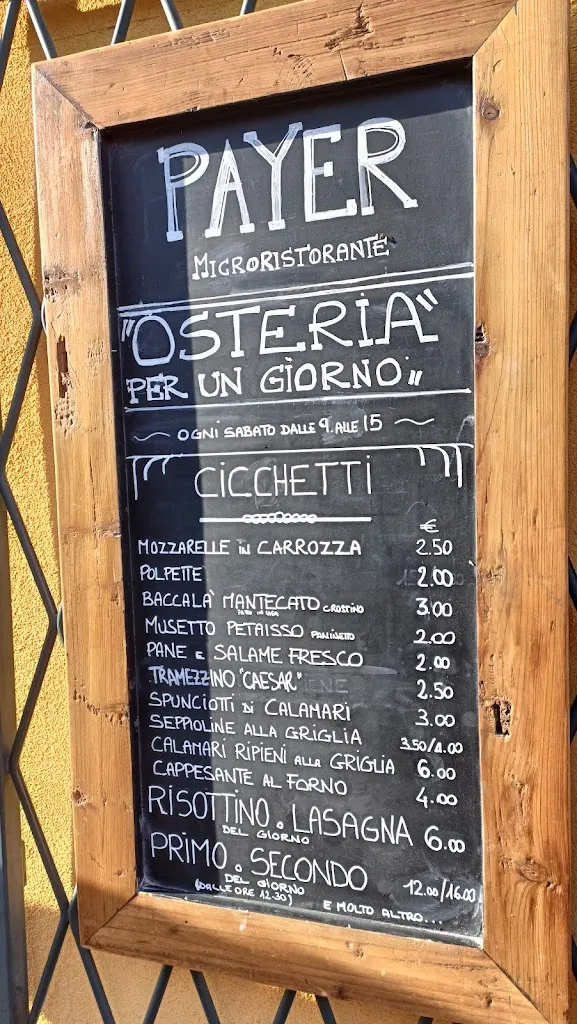 PAYER
MICRORISTORANTE
"OSTERIA"
PER UN GIORNO"
~ OGNI SABATO DALLE 9 ALLE 15 ~
CICCHETTI
€
MOZZARELLE IN CARROZZA 2.50
POLPETTE 2.00
BACCALÀ MANTECATO CROSTINO 3.00
FATTO IN CASA
MUSETTO PETAISSO PANINETTO 2.00
PANE E SALAME FRESCO 2.00
TRAMEZZINO "CAESAR" 2.50
SPUNCIOTTI DI CALAMARI 3.00
SEPPIOLINE ALLA GRIGLIA 3.50/4.00
CALAMARI RIPIENI ALLA GRIGLIA 6.00
CAPPESANTE AL FORNO 4.00
RISOTTINO O LASAGNA 6.00
DEL GIORNO
PRIMO O SECONDO 12.00/16.00
DEL GIORNO
(DALLE ORE 12.30)
E MOLTO ALTRO...